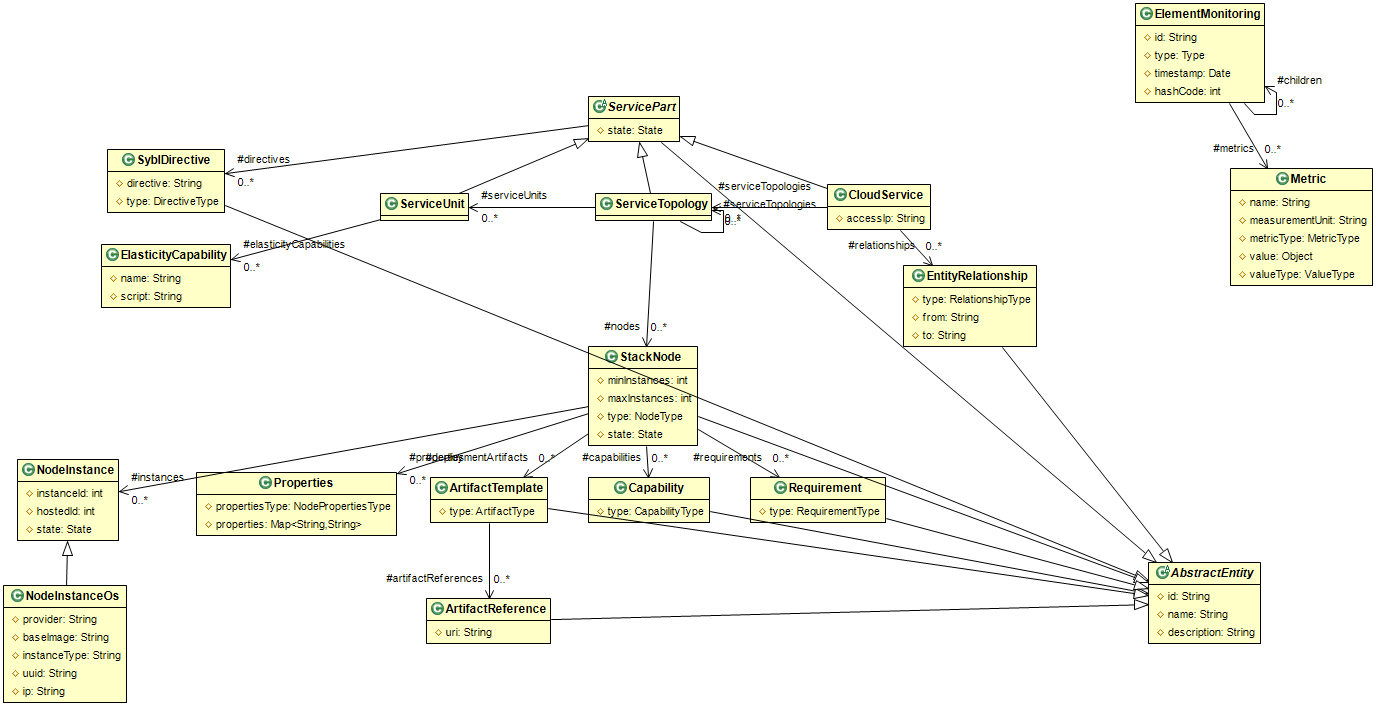 ElementMonitoring
id: String
type: Type
timestamp: Date
hashCode: int
#children
0..*
#metrics
0..*
Metric
name: String
measurementUnit: String
metricType: MetricType
value: Object
valueType: ValueType
ServicePart
state: State
SyblDirective
directive: String
type: DirectiveType
#directives
0..*
ServiceUnit
#serviceUnits
0..*
ServiceTopology
#serviceTopologies
#serviceTopologies
0..*
0..*
CloudService
accessIp: String
#relationships
0..*
ElasticityCapability
name: String
script: String
#elasticityCapabilities
0..*
EntityRelationship
type: RelationshipType
from: String
to: String
#nodes
0..*
StackNode
minInstances: int
maxInstances: int
type: NodeType
state: State
#instances
0..*
#properties
0..*
#deploymentArtifacts
0..*
#capabilities
0..*
#requirements
0..*
NodeInstance
instanceId: int
hostedId: int
state: State
Properties
propertiesType: NodePropertiesType
properties: Map<String,String>
ArtifactTemplate
type: ArtifactType
Capability
type: CapabilityType
Requirement
type: RequirementType
#artifactReferences
0..*
NodeInstanceOs
provider: String
baseImage: String
instanceType: String
uuid: String
ip: String
ArtifactReference
uri: String
AbstractEntity
id: String
name: String
description: String